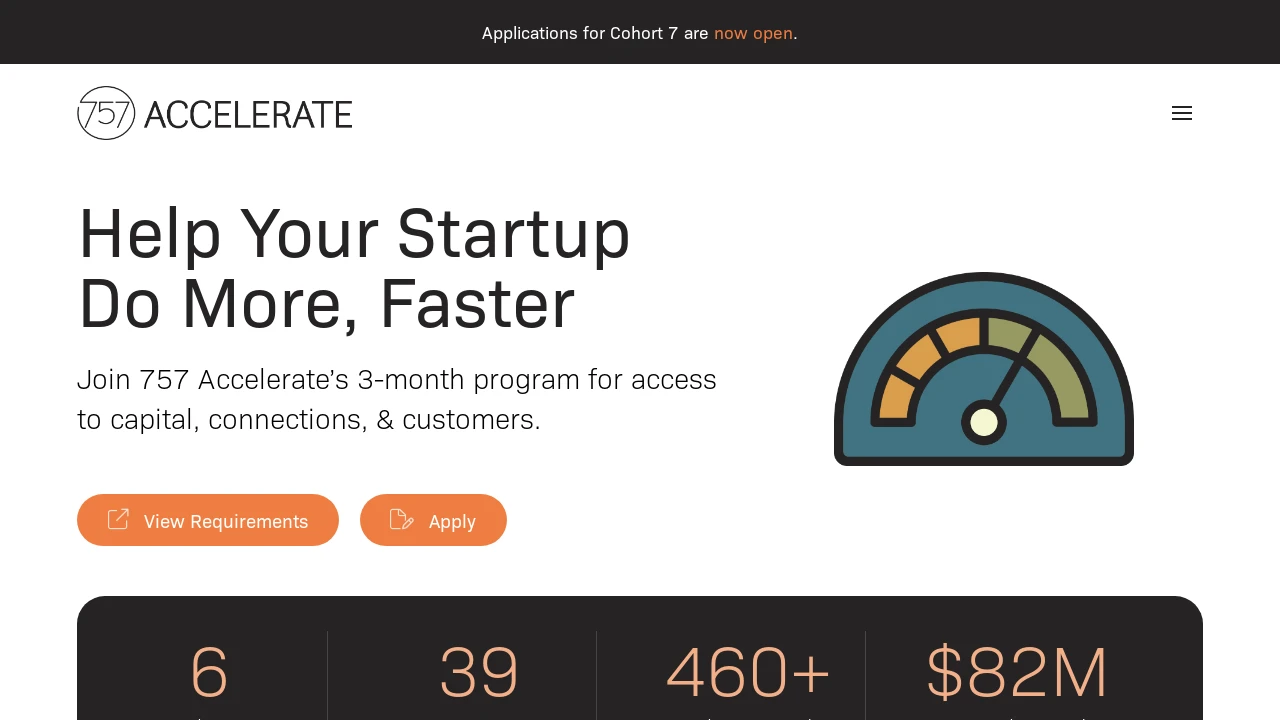 Applications for Cohort 7 are now open.
757 ACCELERATE
Help Your Startup
Do More, Faster
Join 757 Accelerate’s 3-month program for access
to capital, connections, & customers.
View Requirements
Apply
6
39
460+
$82M